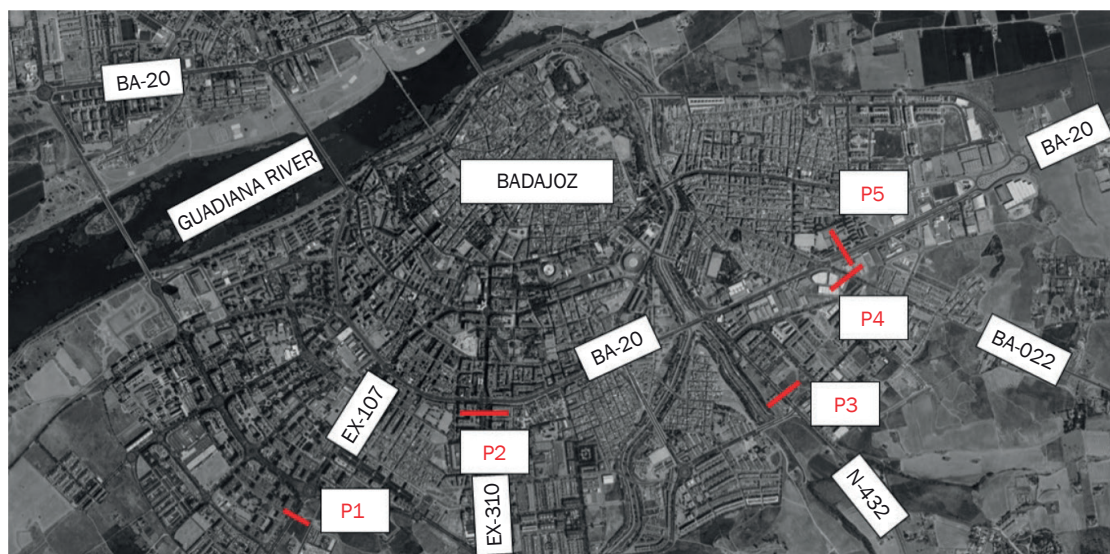 BA-20
BA-20
GUADIANA RIVER
BADAJOZ
P5
P4
BA-20
BA-022
EX-107
P3
P2
N-432
EX-310
P1